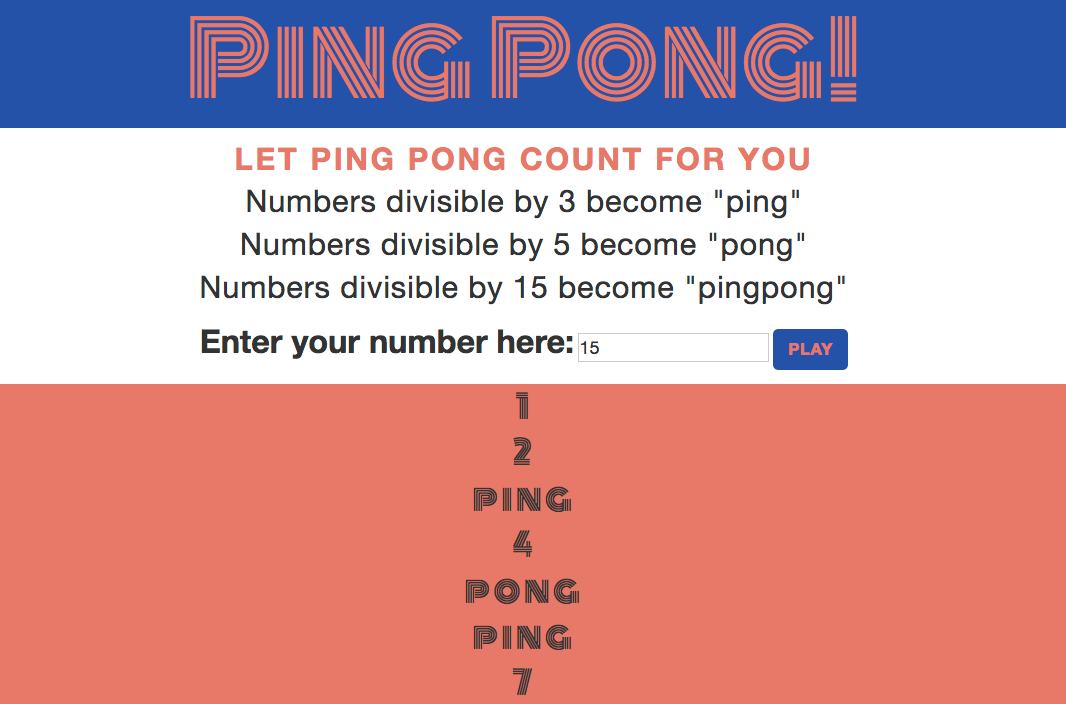 PING PONG!
LET PING PONG COUNT FOR YOU
Numbers divisible by 3 become "ping"
Numbers divisible by 5 become "pong"
Numbers divisible by 15 become "pingpong"
Enter your number here: 15 PLAY
1
2
PING
4
PONG
PING
7